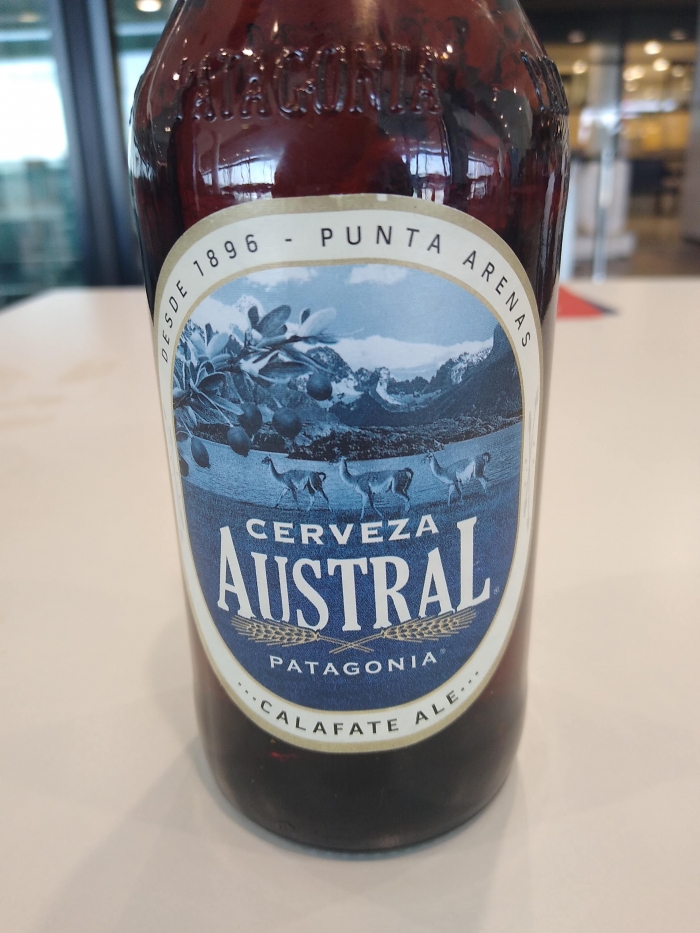 PATAGONIA
DESDE 1896 - PUNTA ARENAS
CERVEZA
AUSTRAL
PATAGONIA
...CALAFATE ALE...